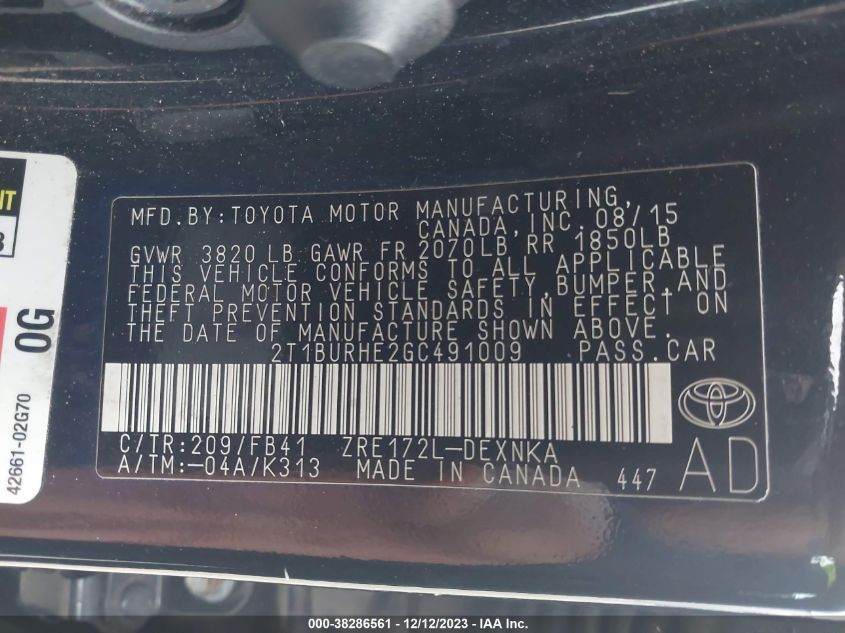 MFD.BY:TOYOTA MOTOR MANUFACTURING,
CANADA,INC. 08/15
GVWR 3820 LB GAWR FR 2070LB RR 1850LB
THIS VEHICLE CONFORMS TO ALL APPLICABLE
FEDERAL MOTOR VEHICLE SAFETY,BUMPER,AND
THEFT PREVENTION STANDARDS IN EFFECT ON
THE DATE OF MANUFACTURE SHOWN ABOVE.
2T1BURHE2GC491009 PASS.CAR
C/TR:209/FB41 ZRE172L-DEXNKA
A/TM:-04A/K313 MADE IN CANADA 447
AD
0G
42661-02G70
000-38286561 - 12/12/2023 - IAAI Inc.